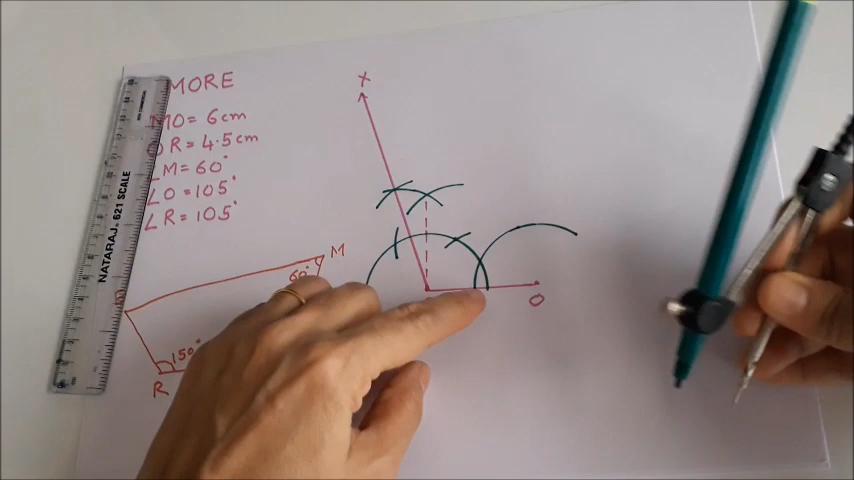 MORE
MO = 6cm
OR = 4.5cm
∠M = 60°
∠O = 105°
∠R = 105°
NATARAJ 621 SCALE
X
M
60°
150°
R
O